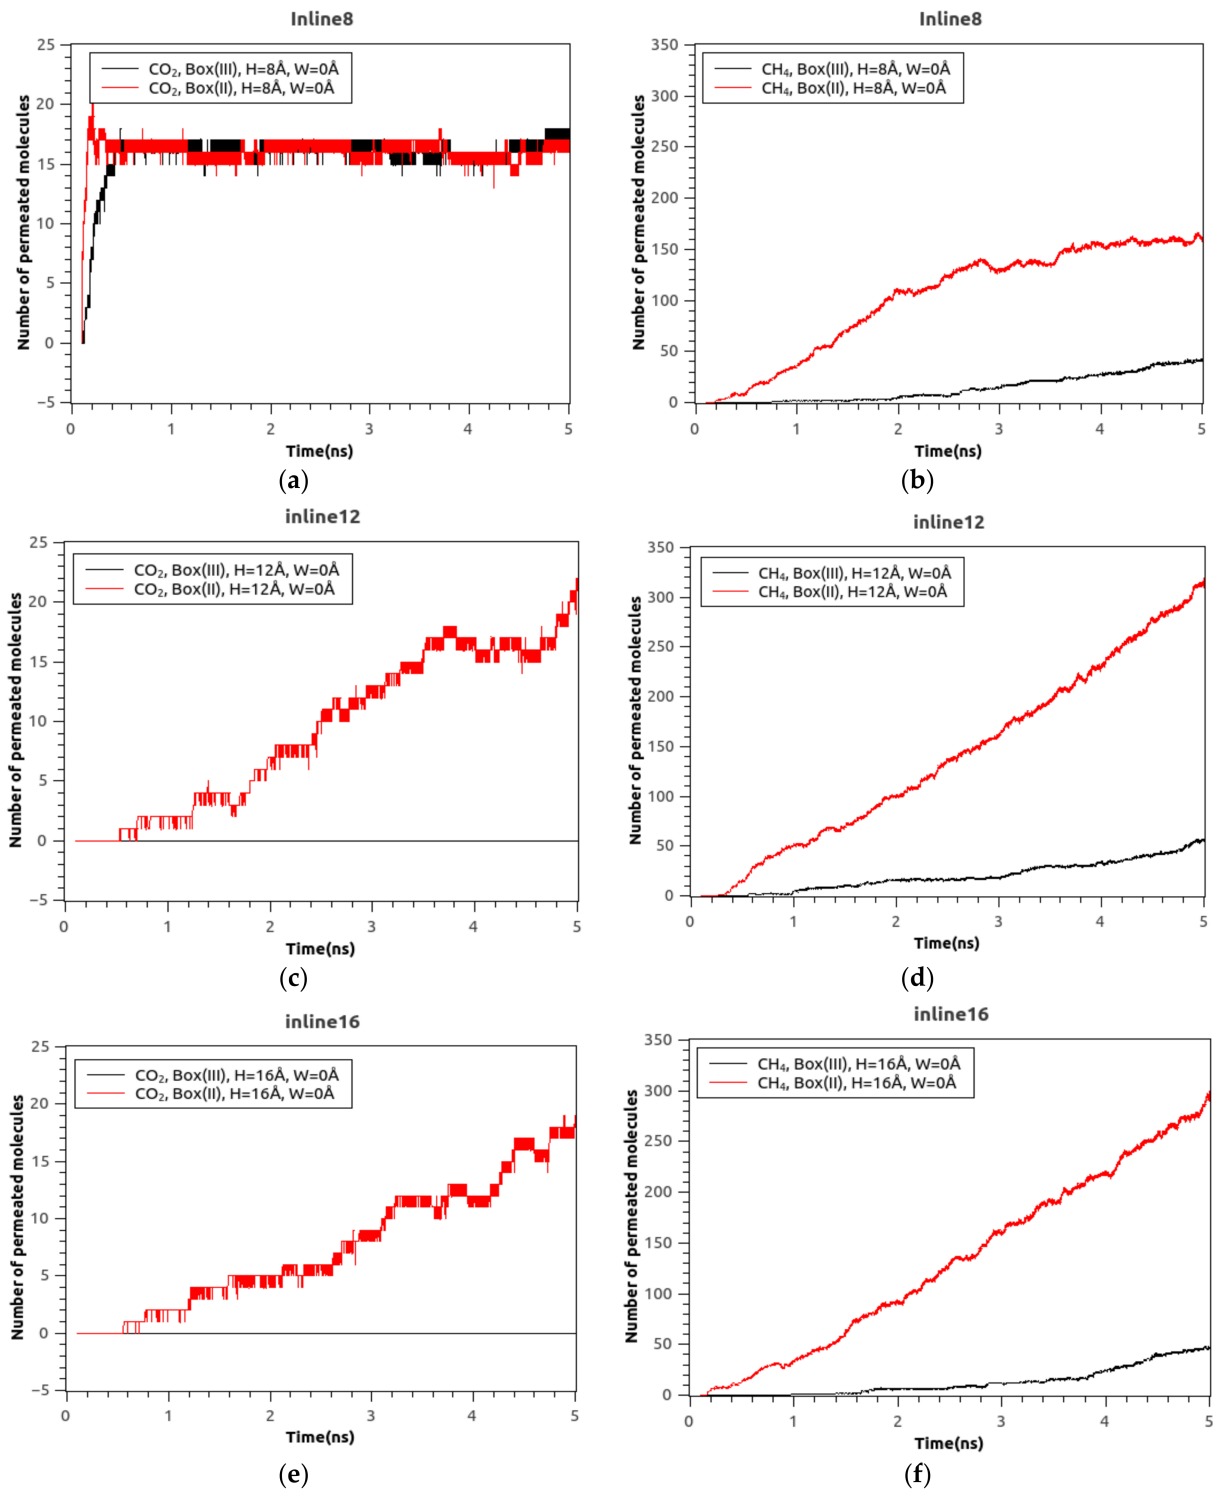 Inline8
25
20
15
10
5
0
−5
CO₂, Box(III), H=8Å, W=0Å
CO₂, Box(II), H=8Å, W=0Å
Number of permeated molecules
0 1 2 3 4 5
Time(ns)
(a)
Inline8
350
300
250
200
150
100
50
0
CH₄, Box(III), H=8Å, W=0Å
CH₄, Box(II), H=8Å, W=0Å
Number of permeated molecules
0 1 2 3 4 5
Time(ns)
(b)
inline12
25
20
15
10
5
0
−5
CO₂, Box(III), H=12Å, W=0Å
CO₂, Box(II), H=12Å, W=0Å
Number of permeated molecules
0 1 2 3 4 5
Time(ns)
(c)
inline12
350
300
250
200
150
100
50
0
CH₄, Box(III), H=12Å, W=0Å
CH₄, Box(II), H=12Å, W=0Å
Number of permeated molecules
0 1 2 3 4 5
Time(ns)
(d)
inline16
25
20
15
10
5
0
−5
CO₂, Box(III), H=16Å, W=0Å
CO₂, Box(II), H=16Å, W=0Å
Number of permeated molecules
0 1 2 3 4 5
Time(ns)
(e)
inline16
350
300
250
200
150
100
50
0
CH₄, Box(III), H=16Å, W=0Å
CH₄, Box(II), H=16Å, W=0Å
Number of permeated molecules
0 1 2 3 4 5
Time(ns)
(f)